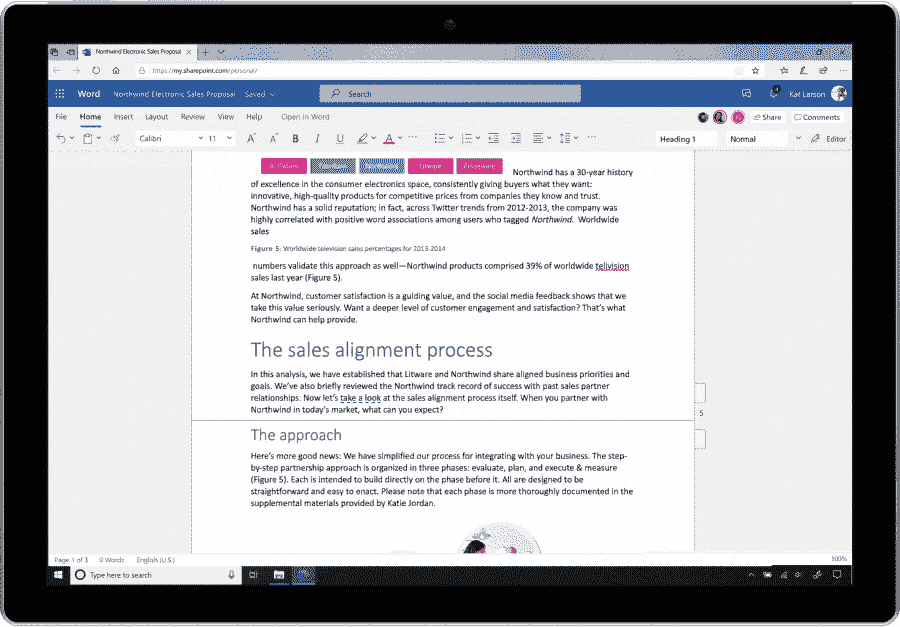 Northwind Electronic Sales Proposal
https://my.sharepoint.com/personal/
Word Northwind Electronic Sales Proposal Saved Search Kat Larson
File Home Insert Layout Review View Help Open in Word Share Comments
Calibri 11 A A B I U A Heading 1 Normal Editor
Litware
Northwind has a 30-year history
of excellence in the consumer electronics space, consistently giving buyers what they want:
innovative, high-quality products for competitive prices from companies they know and trust.
Northwind has a solid reputation; in fact, across Twitter trends from 2012-2013, the company was
highly correlated with positive word associations among users who tagged Northwind. Worldwide
sales
Figure 5: Worldwide television sales percentages for 2013-2014
numbers validate this approach as well—Northwind products comprised 39% of worldwide telivision
sales last year (Figure 5).
At Northwind, customer satisfaction is a guiding value, and the social media feedback shows that we
take this value seriously. Want a deeper level of customer engagement and satisfaction? That's what
Northwind can help provide.
The sales alignment process
In this analysis, we have established that Litware and Northwind share aligned business priorities and
goals. We've also briefly reviewed the Northwind track record of success with past sales partner
relationships. Now let's take a look at the sales alignment process itself. When you partner with
Northwind in today's market, what can you expect?
5
The approach
Here's more good news: We have simplified our process for integrating with your business. The step-
by-step partnership approach is organized in three phases: evaluate, plan, and execute & measure
(Figure 5). Each is intended to build directly on the phase before it. All are designed to be
straightforward and easy to enact. Please note that each phase is more thoroughly documented in the
supplemental materials provided by Katie Jordan.
Page 1 of 3 0 Words English (U.S.) 100%
Type here to search